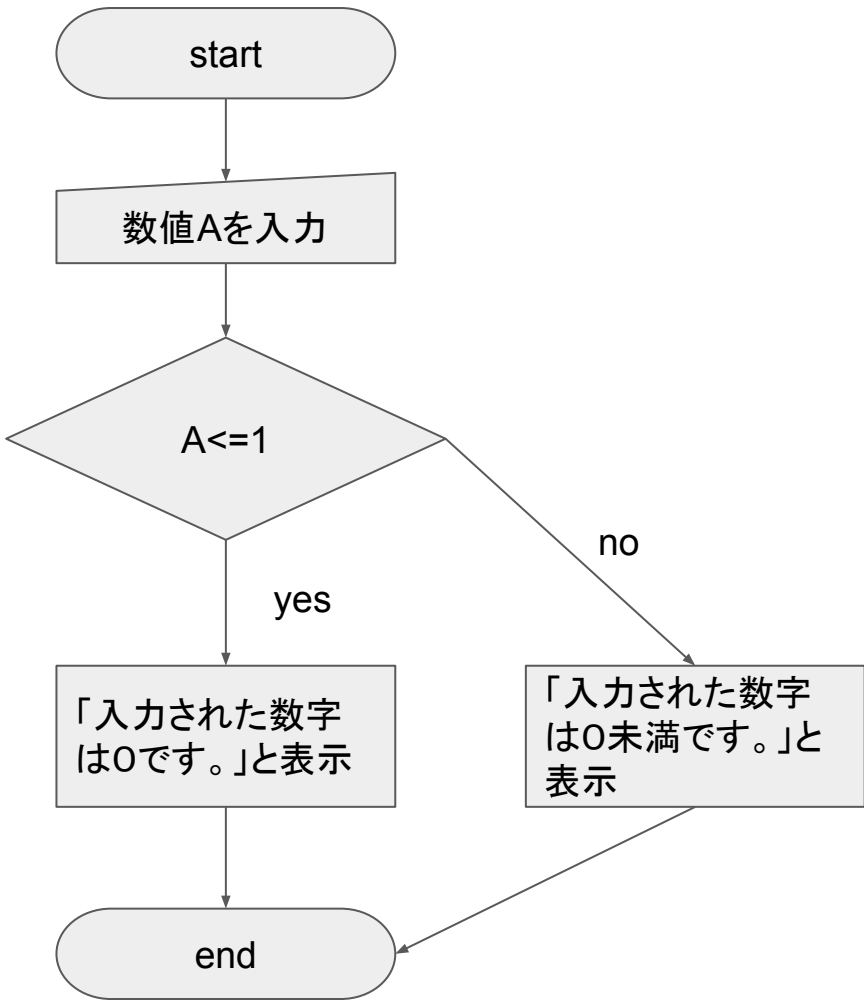 start
数値Aを入力
A<=1
no
yes
「入力された数字
は0です。」と表示
「入力された数字
は0未満です。」と
表示
end